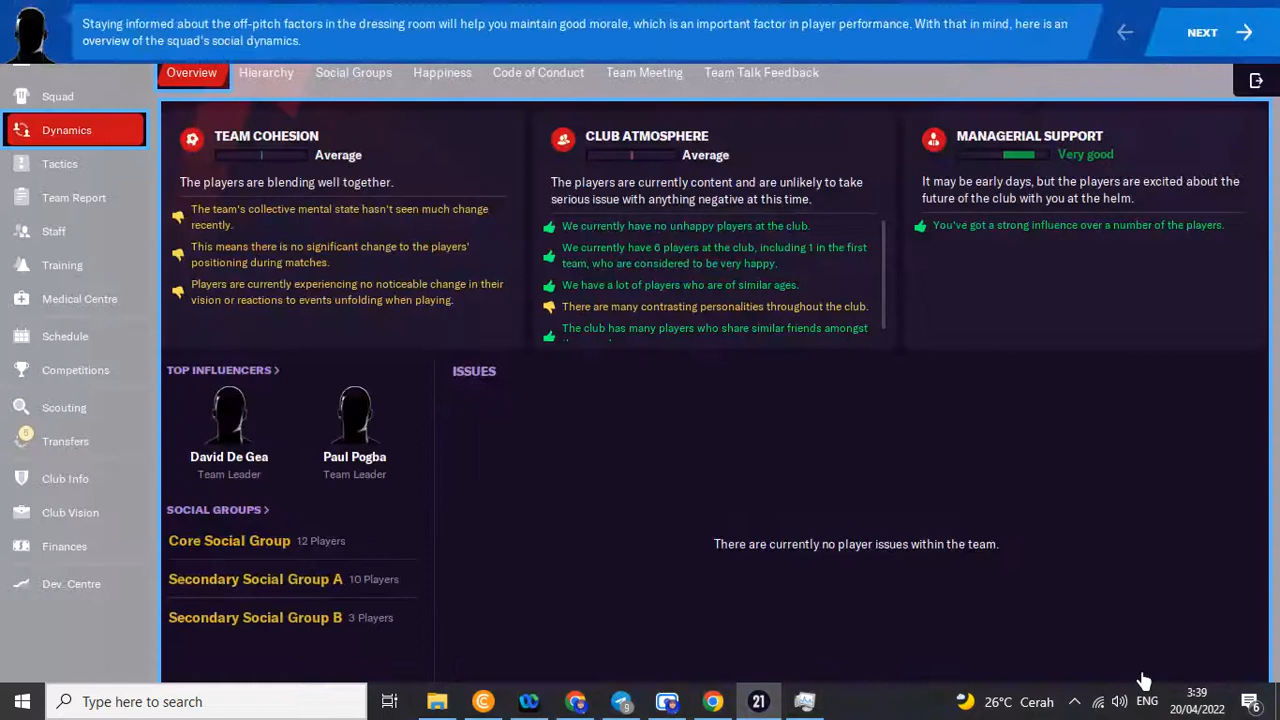 Staying informed about the off-pitch factors in the dressing room will help you maintain good morale, which is an important factor in player performance. With that in mind, here is an
overview of the squad's social dynamics.
NEXT
Overview
Hierarchy
Social Groups
Happiness
Code of Conduct
Team Meeting
Team Talk Feedback
Squad
Dynamics
Tactics
Team Report
Staff
Training
Medical Centre
Schedule
Competitions
Scouting
5
Transfers
Club Info
Club Vision
Finances
Dev. Centre
TEAM COHESION
Average
The players are blending well together.
The team's collective mental state hasn't seen much change
recently.
This means there is no significant change to the players'
positioning during matches.
Players are currently experiencing no noticeable change in their
vision or reactions to events unfolding when playing.
CLUB ATMOSPHERE
Average
The players are currently content and are unlikely to take
serious issue with anything negative at this time.
We currently have no unhappy players at the club.
We currently have 6 players at the club, including 1 in the first
team, who are considered to be very happy.
We have a lot of players who are of similar ages.
There are many contrasting personalities throughout the club.
The club has many players who share similar friends amongst
MANAGERIAL SUPPORT
Very good
It may be early days, but the players are excited about the
future of the club with you at the helm.
You've got a strong influence over a number of the players.
TOP INFLUENCERS >
David De Gea
Team Leader
Paul Pogba
Team Leader
SOCIAL GROUPS >
Core Social Group 12 Players
Secondary Social Group A 10 Players
Secondary Social Group B 3 Players
ISSUES
There are currently no player issues within the team.
Type here to search
21
26°C Cerah
ENG
3:39
20/04/2022
6